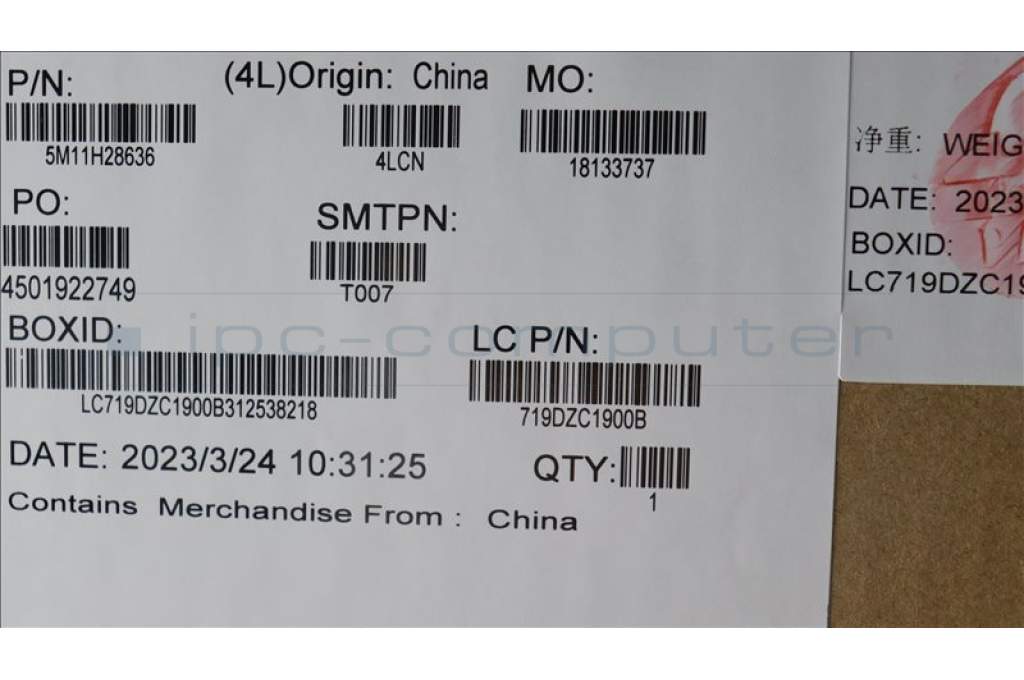 P/N: (4L)Origin: China MO:
5M11H28636 4LCN 18133737
PO: SMTPN:
4501922749 T007
BOXID: LC P/N:
LC719DZC1900B312538218 719DZC1900B
DATE: 2023/3/24 10:31:25 QTY:
1
Contains Merchandise From : China
ipc-computer
净重: WEIG
DATE: 2023
BOXID:
LC719DZC19